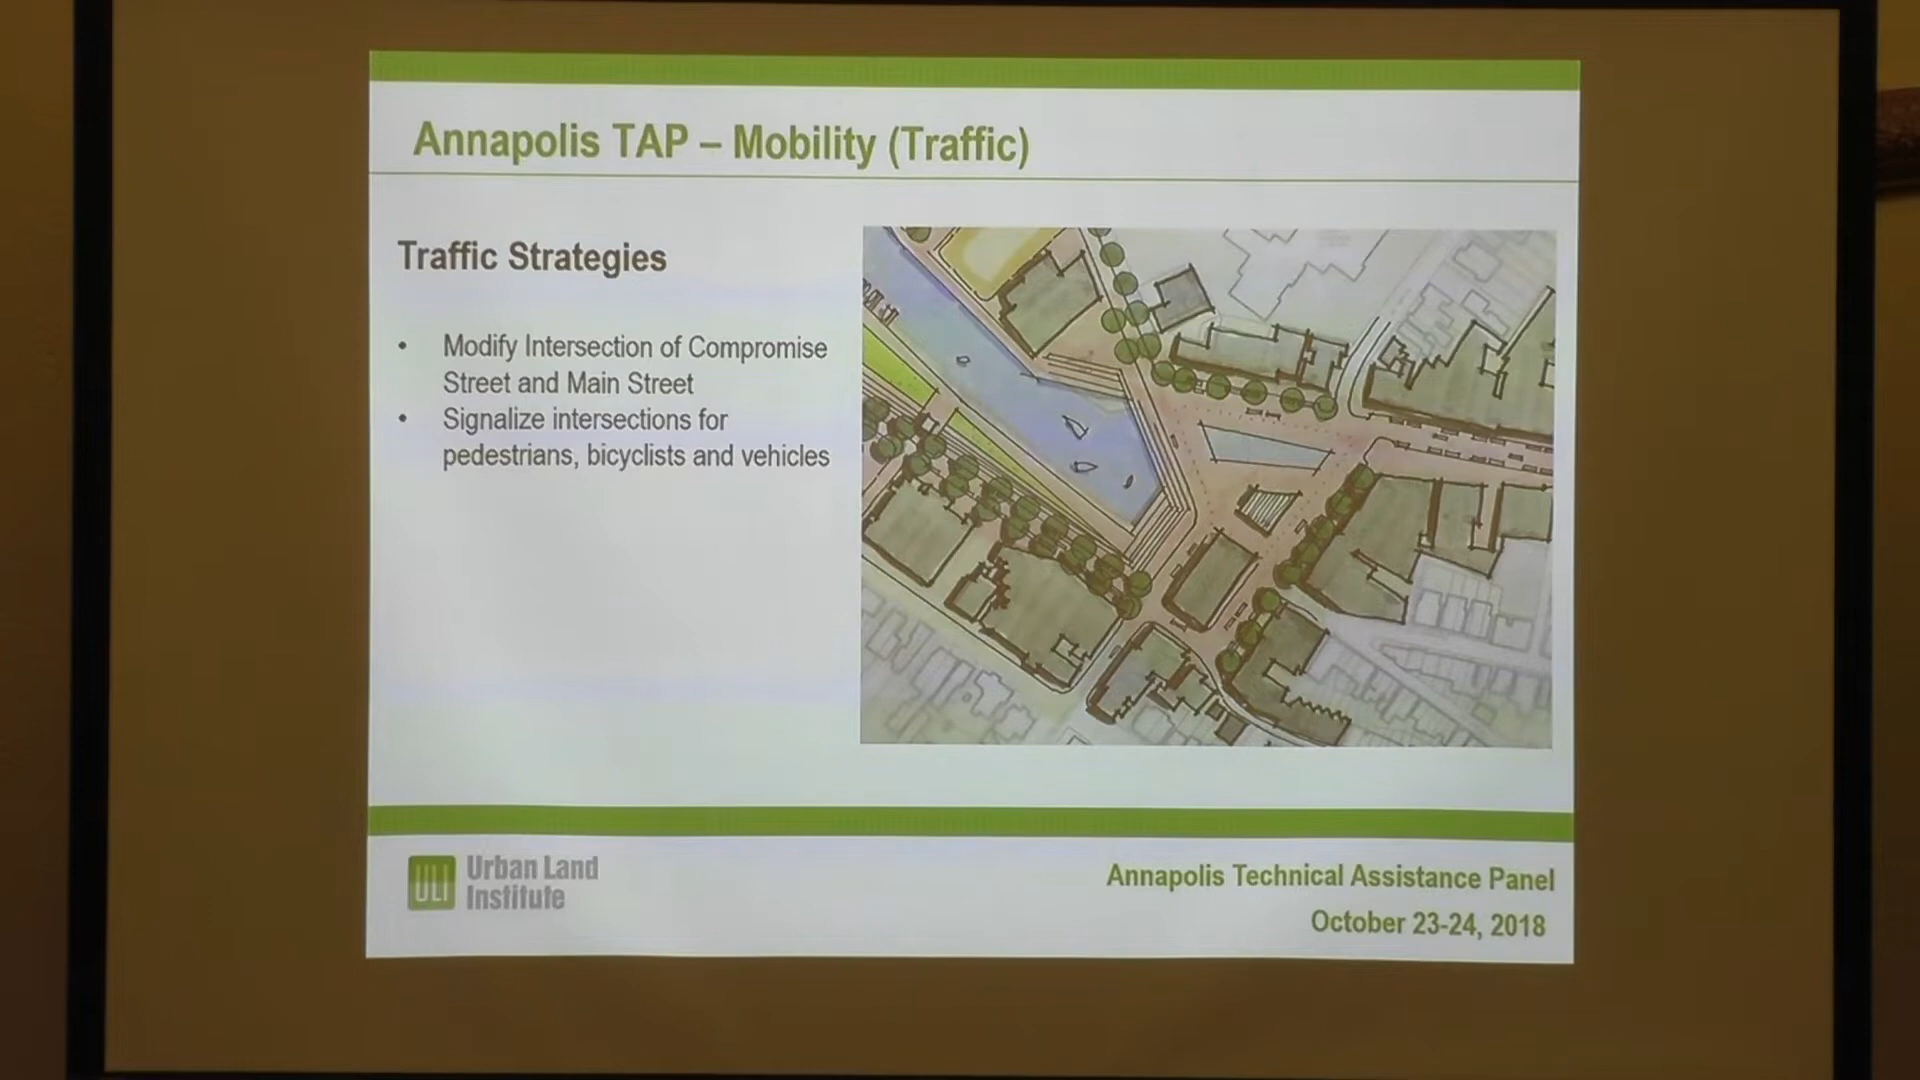 Annapolis TAP – Mobility (Traffic)
Traffic Strategies
• Modify Intersection of Compromise
Street and Main Street
• Signalize intersections for
pedestrians, bicyclists and vehicles
ULI Urban Land
Institute
Annapolis Technical Assistance Panel
October 23-24, 2018